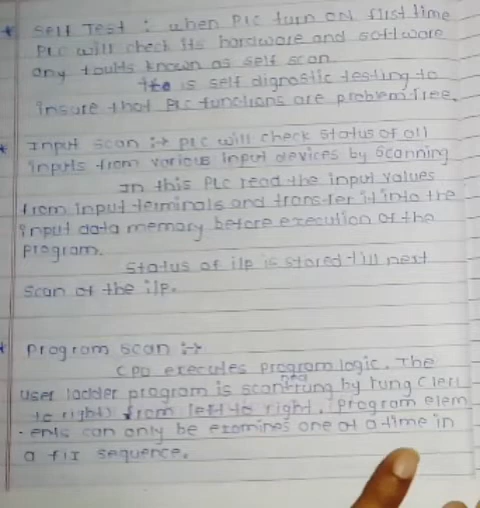 * Self Test : when PLC turn ON first time
PLC will check its hardware and software
any faults known as self scan.
It is self dignostic testing to
insure that PLC functions are problem free.
* Input scan :→ PLC will check status of all
inputs from various input devices by scanning
In this PLC read the input values
from input terminals and transfer it into the
input data memory before execution of the
program.
Status of i/p is stored till next
scan of the i/p.
* Program scan :→
CPU executes program logic. The
user ladder program is scanned rung by rung (left
to right) from left to right. Program elem
-ents can only be examines one at a time in
a fix sequence.